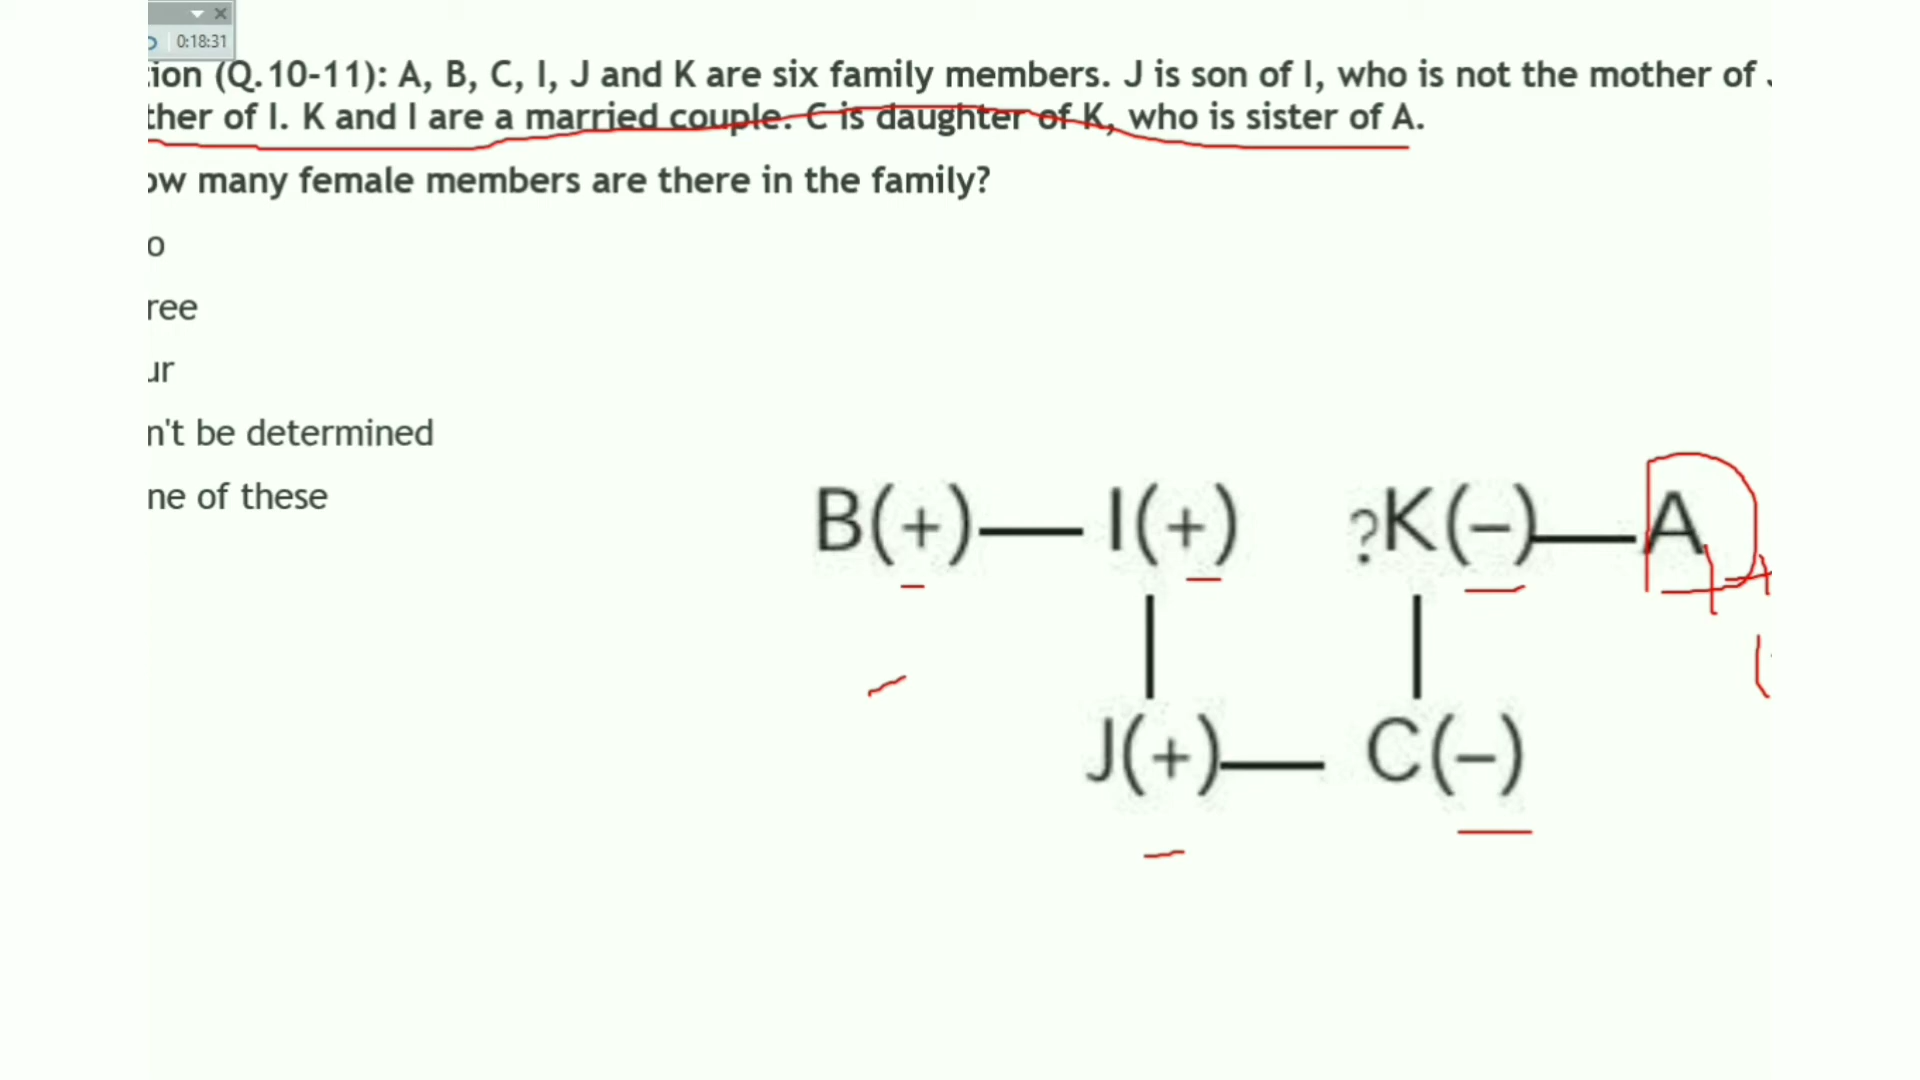 0:18:31
ion (Q.10-11): A, B, C, I, J and K are six family members. J is son of I, who is not the mother of
ther of I. K and I are a married couple. C is daughter of K, who is sister of A.
ow many female members are there in the family?
o
ree
ur
n't be determined
ne of these
B(+) I(+) ?K(-) A
J(+) C(-)